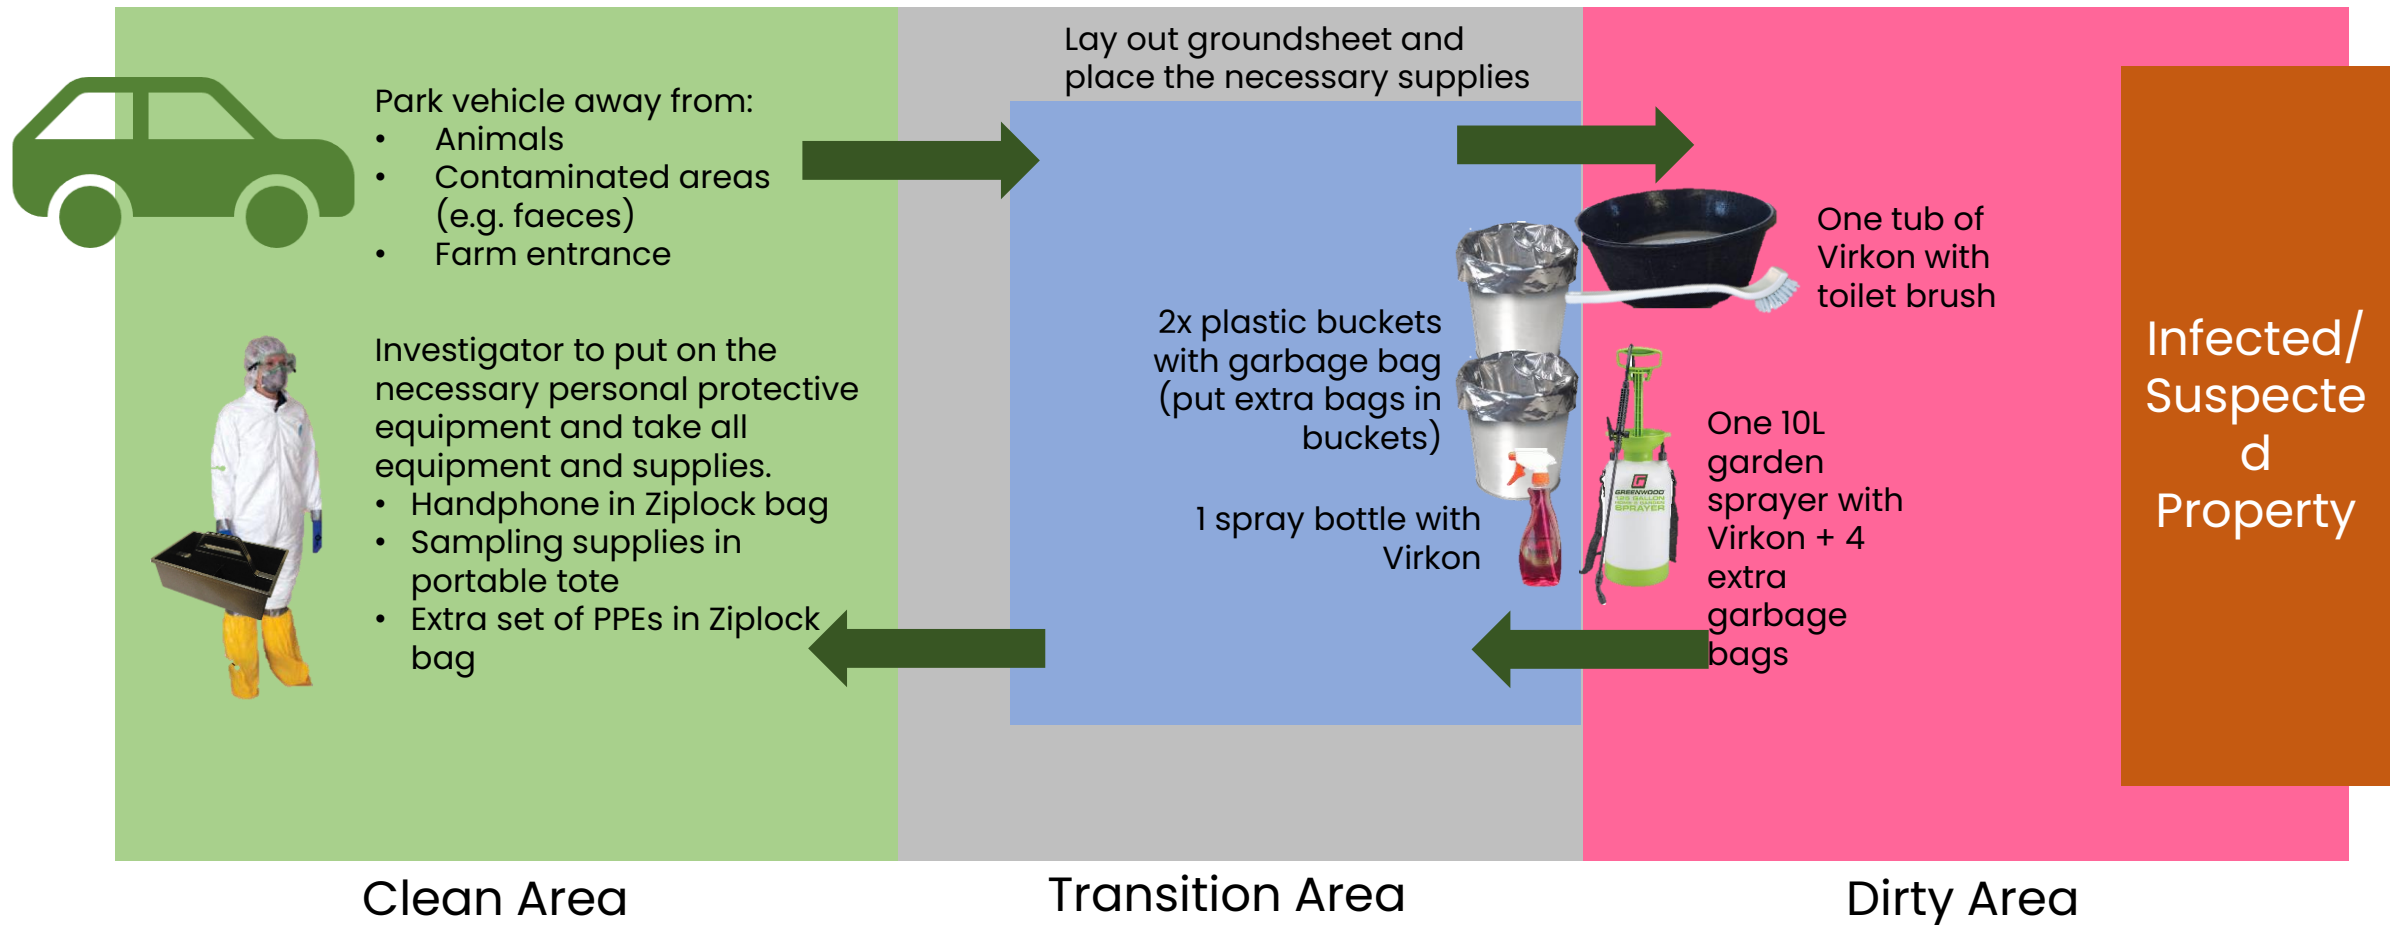 Lay out groundsheet and
place the necessary supplies
Park vehicle away from:
• Animals
• Contaminated areas
(e.g. faeces)
• Farm entrance
Investigator to put on the
necessary personal protective
equipment and take all
equipment and supplies.
• Handphone in Ziplock bag
• Sampling supplies in
portable tote
• Extra set of PPEs in Ziplock
bag
2x plastic buckets
with garbage bag
(put extra bags in
buckets)
1 spray bottle with
Virkon
One tub of
Virkon with
toilet brush
GREENWOOD
SPRAYER
One 10L
garden
sprayer with
Virkon + 4
extra
garbage
bags
Infected/
Suspecte
d
Property
Clean Area
Transition Area
Dirty Area